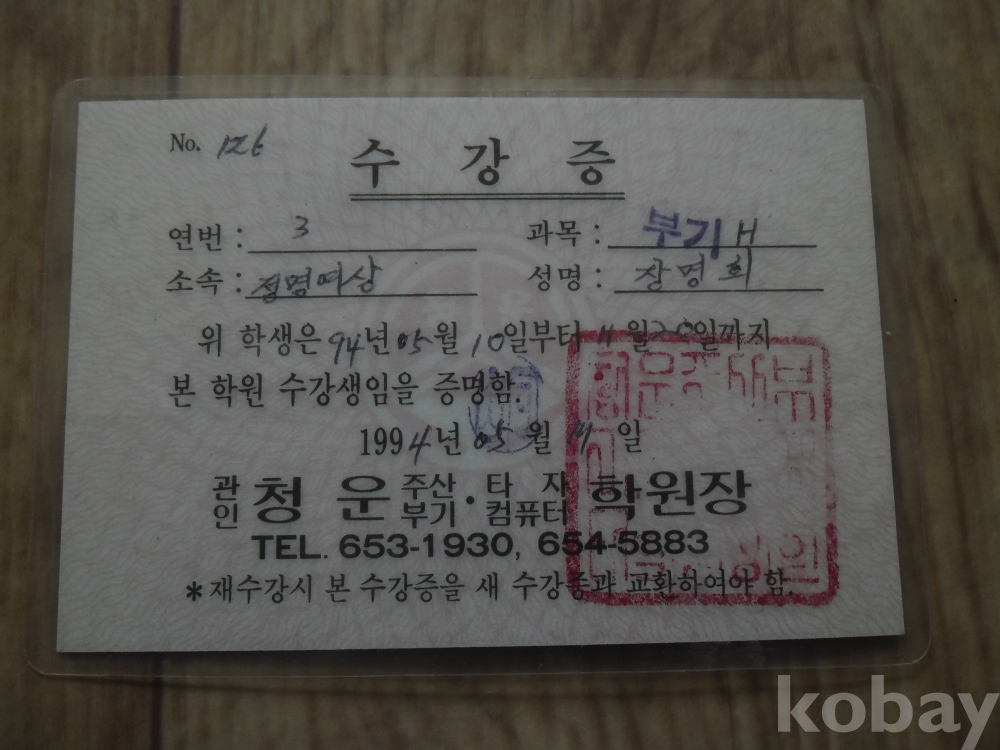 No. 126
수 강 증
연번 : 3 과목 : 부기 H
소속 : 정명여상 성명 : 장명희
위 학생은 94년 05월 10일부터 11월 20일까지
본 학원 수강생임을 증명함.
1994년 05월 일
관인 청운 주산·타자 부기 컴퓨터 학원장
TEL. 653-1930, 654-5883
*재수강시 본 수강증을 새 수강증과 교환하여야 함.
kobay